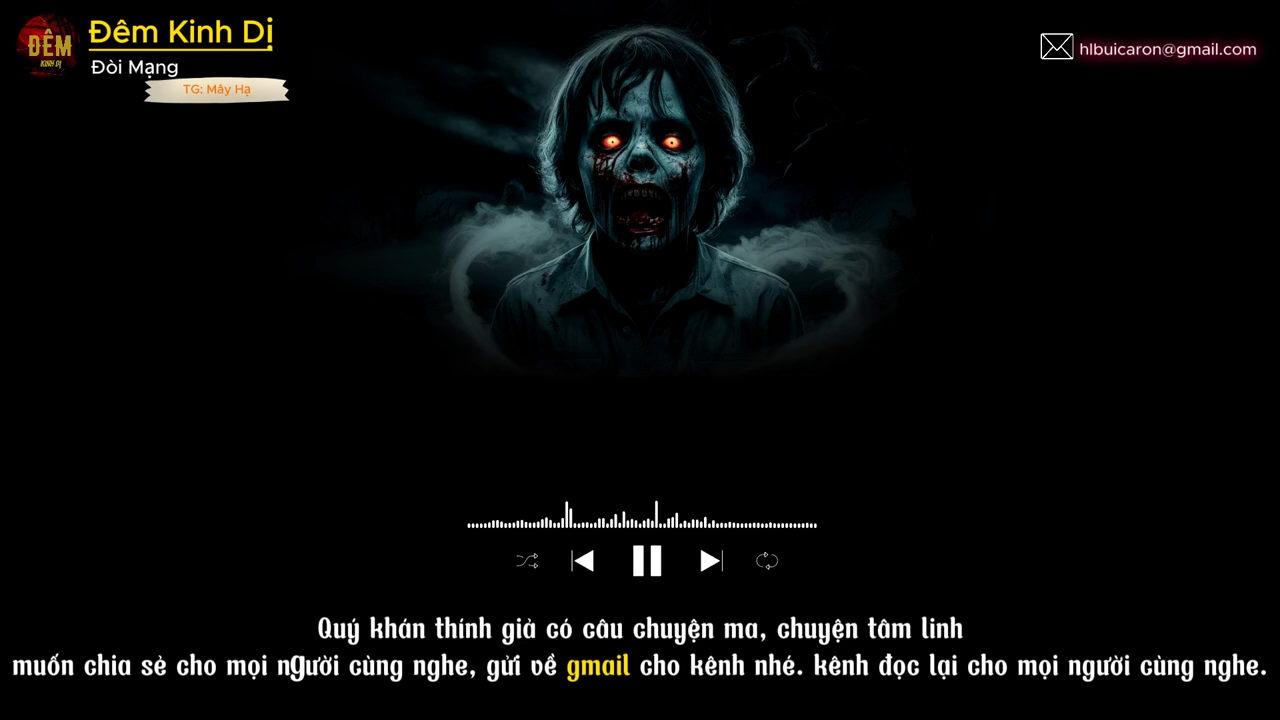 ĐÊM
KINH DỊ
Đêm Kinh Dị
Đòi Mạng
TG: Mây Hạ
hlbuicaron@gmail.com
Quý khán thính giả có câu chuyện ma, chuyện tâm linh
muốn chia sẻ cho mọi người cùng nghe, gửi về gmail cho kênh nhé. kênh đọc lại cho mọi người cùng nghe.